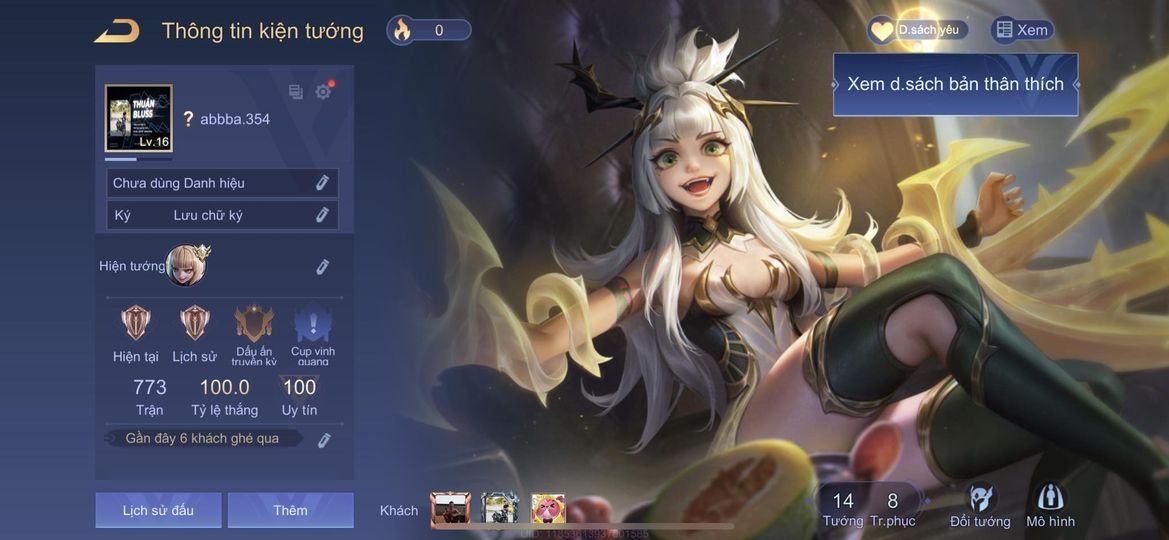 Thông tin kiện tướng
0
D.sách yêu
Xem
Xem d.sách bản thân thích
THUẦN
BLUSS
Lv.16
? abbba.354
Chưa dùng Danh hiệu
Ký Lưu chữ ký
Hiện tướng
Hiện tại
Lịch sử
Dấu ấn
truyền kỳ
Cup vinh
quang
773
100.0
100
Trận
Tỷ lệ thắng
Uy tín
Gần đây 6 khách ghé qua
Lịch sử đấu
Thêm
Khách
14
8
Tướng
Tr.phục
Đồi tướng
Mô hình